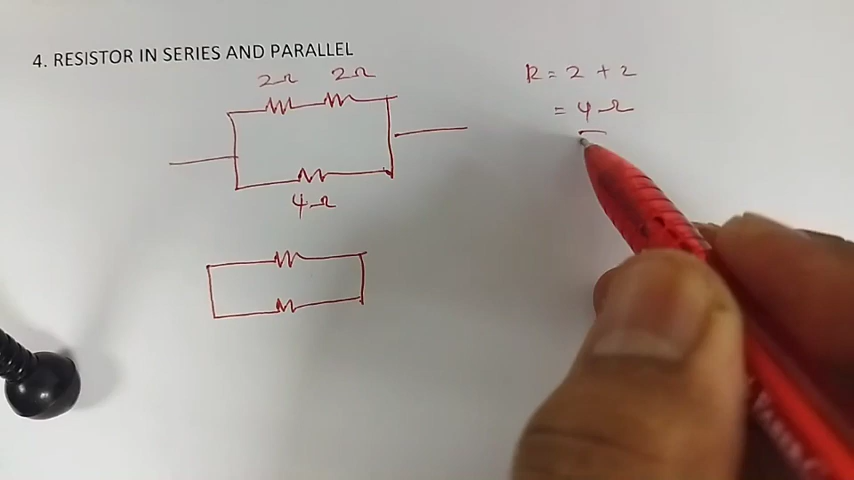 4. RESISTOR IN SERIES AND PARALLEL
2Ω 2Ω
4Ω
R = 2 + 2
= 4Ω